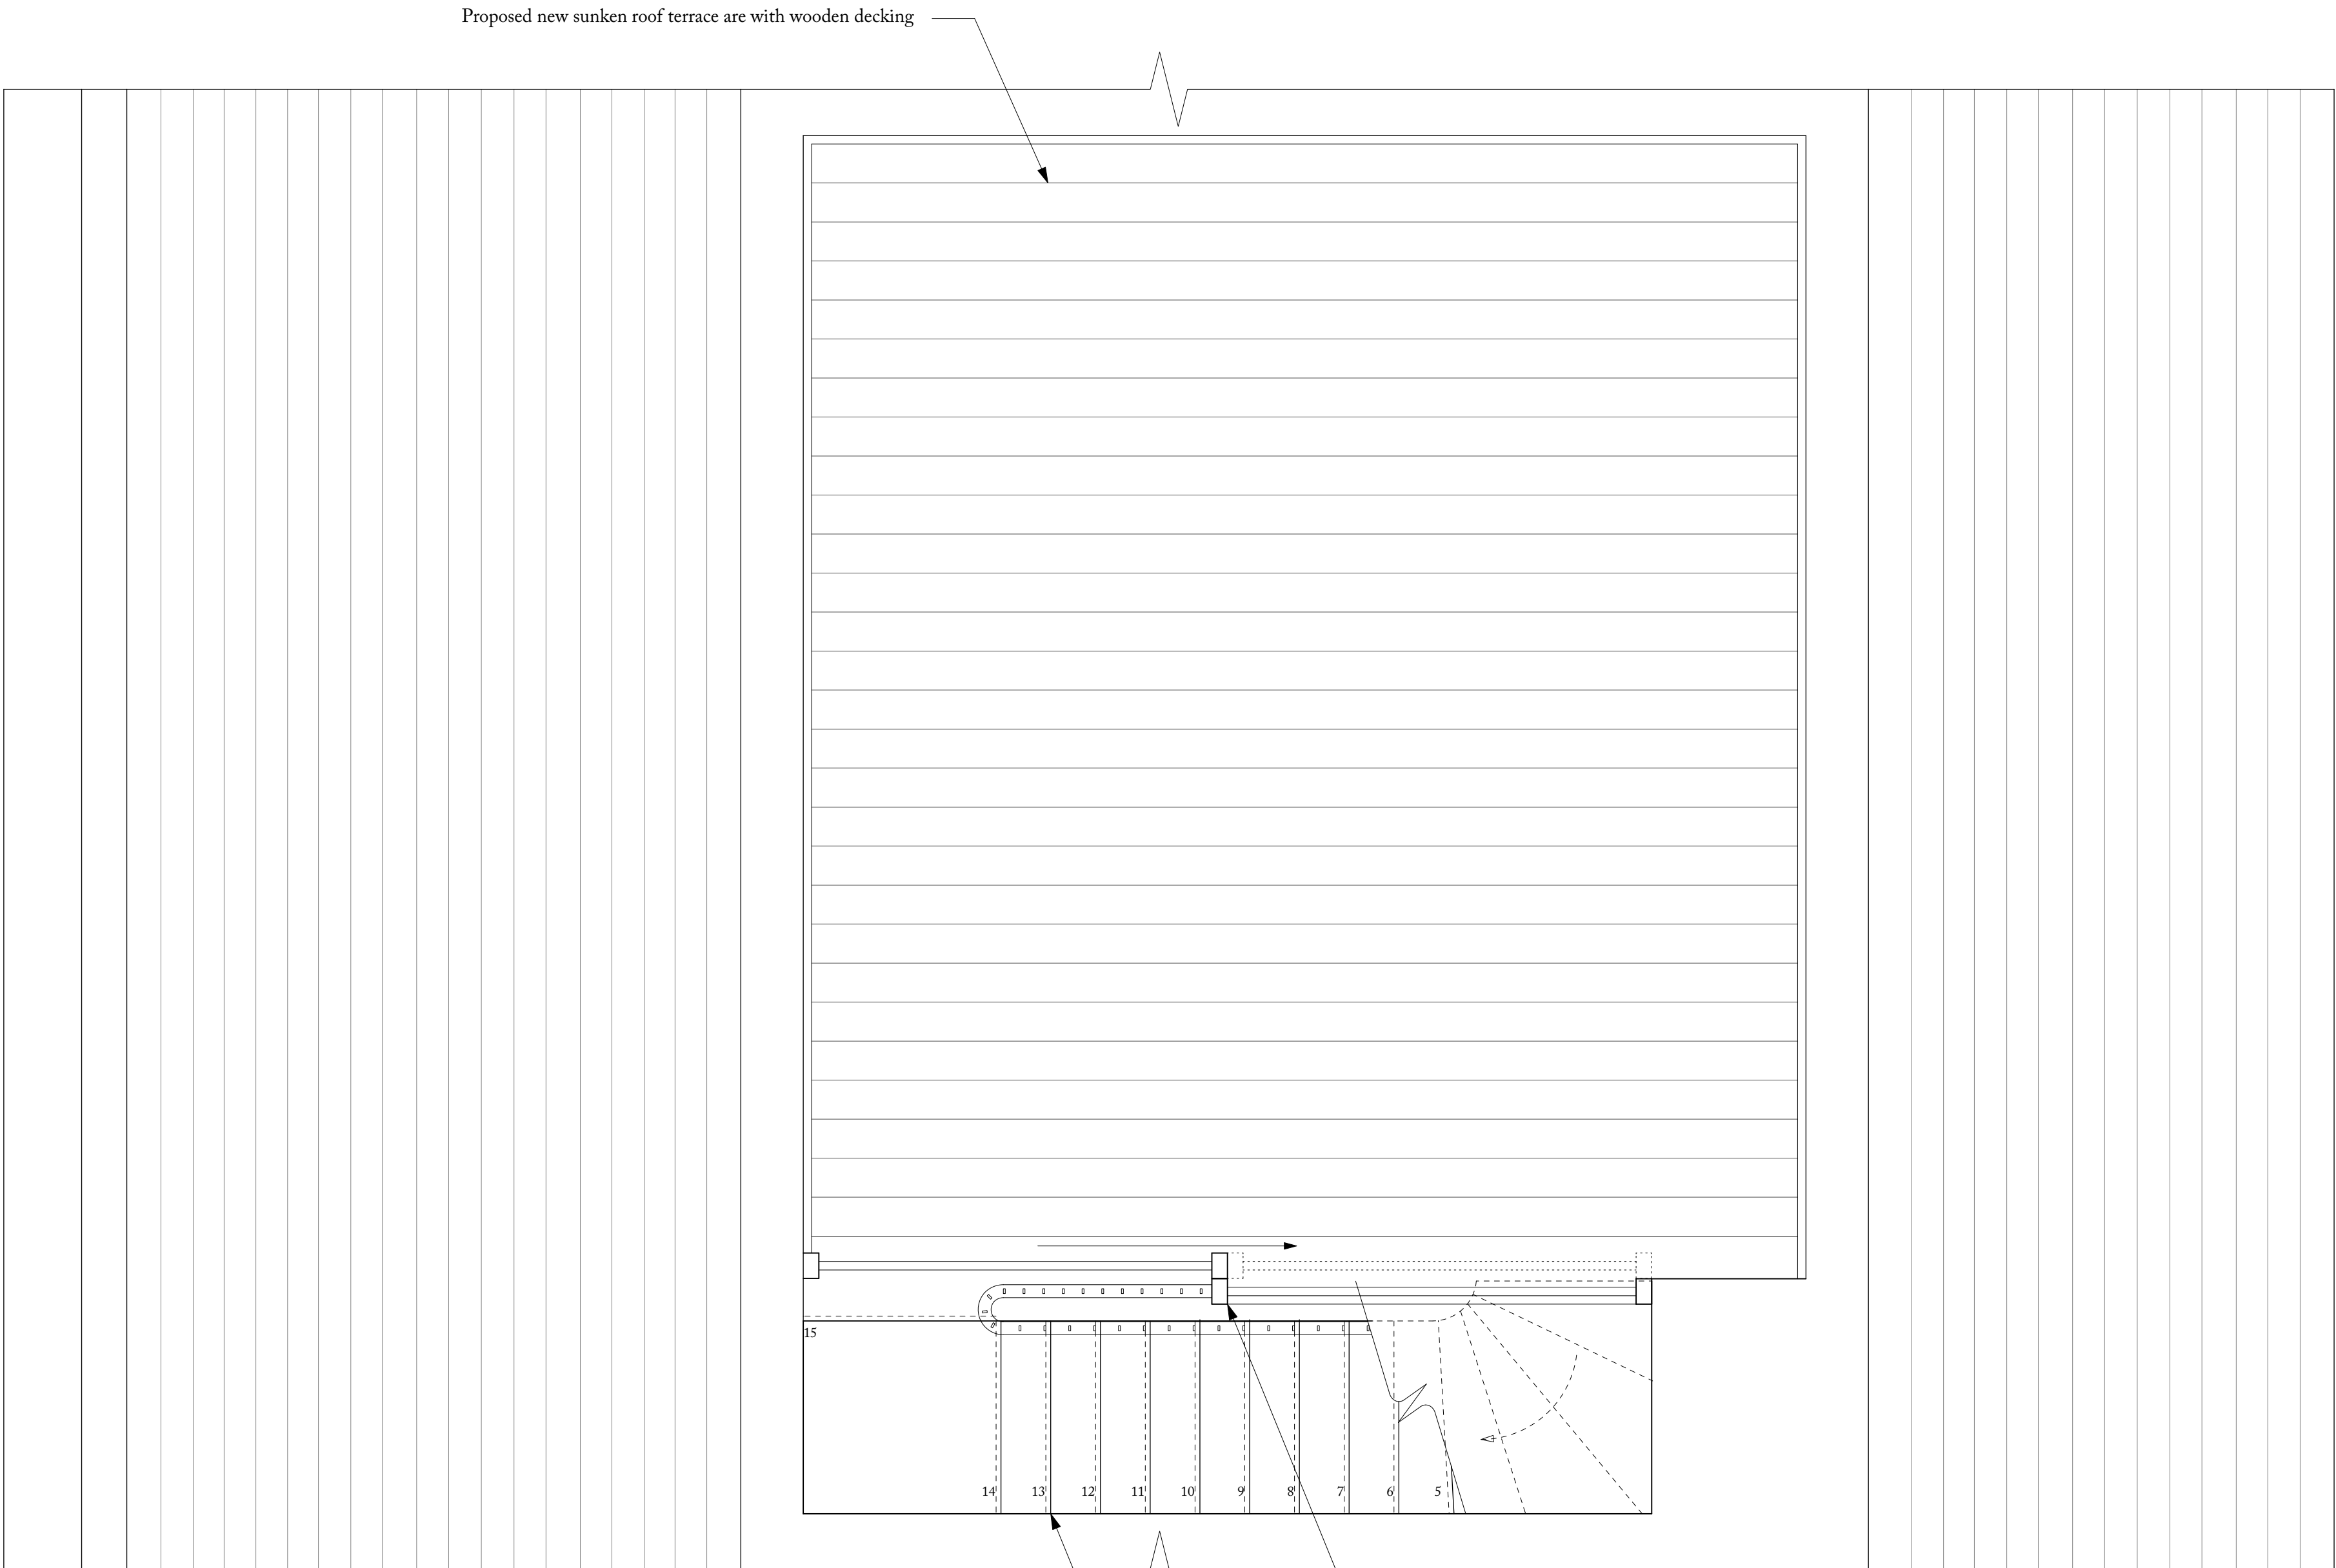 Proposed new sunken roof terrace are with wooden decking
15
14 13 12 11 10 9 8 7 6 5